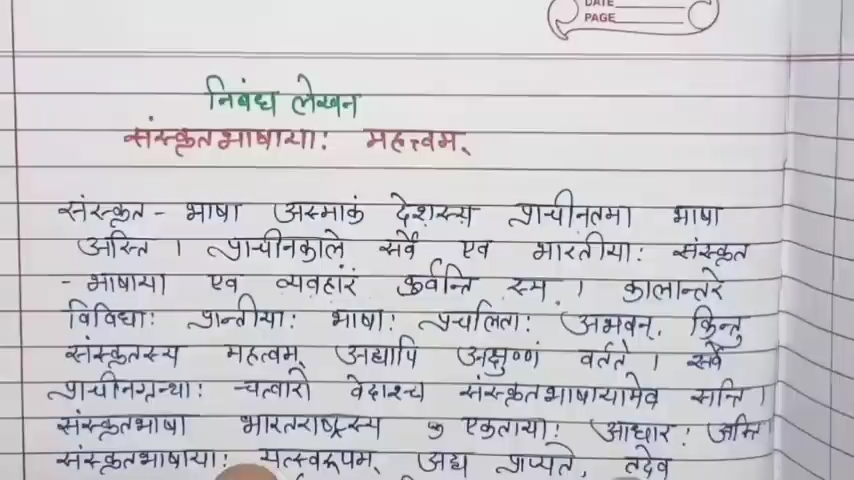 DATE
PAGE
निबंध लेखन
संस्कृतभाषायाः महत्त्वम्
संस्कृत - भाषा अस्माकं देशस्य प्राचीनतमा भाषा
अस्ति । प्राचीनकाले सर्वे एव भारतीयाः संस्कृत
- भाषाया एव व्यवहारं कुर्वन्ति स्म । कालान्तरे
विविधाः प्रान्तीयाः भाषाः प्रचलिताः अभवन्, किन्तु
संस्कृतस्य महत्वम् अद्यापि अक्षुण्णं वर्तते । सर्वे
प्राचीनग्रन्थाः चत्वारो वेदाश्च संस्कृतभाषायामेव सन्ति ।
संस्कृतभाषा भारतराष्ट्रस्य एकतायाः आधारः अस्ति
संस्कृतभाषायाः यत्स्वरूपम् अद्य प्राप्यते, तदेव